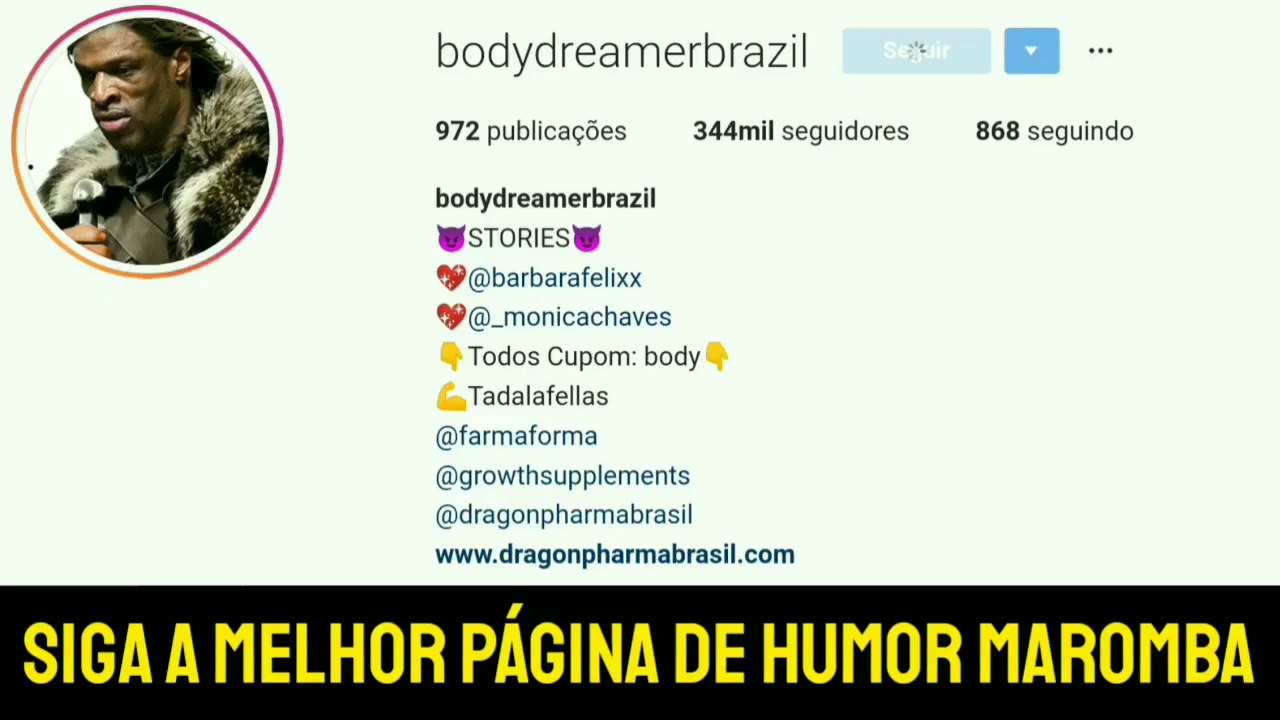 bodydreamerbrazil Seguir
972 publicações 344mil seguidores 868 seguindo
bodydreamerbrazil
😈STORIES😈
💖@barbarafelixx
💖@_monicachaves
👇Todos Cupom: body👇
💪Tadalafellas
@farmaforma
@growthsupplements
@dragonpharmabrasil
www.dragonpharmabrasil.com
SIGA A MELHOR PÁGINA DE HUMOR MAROMBA